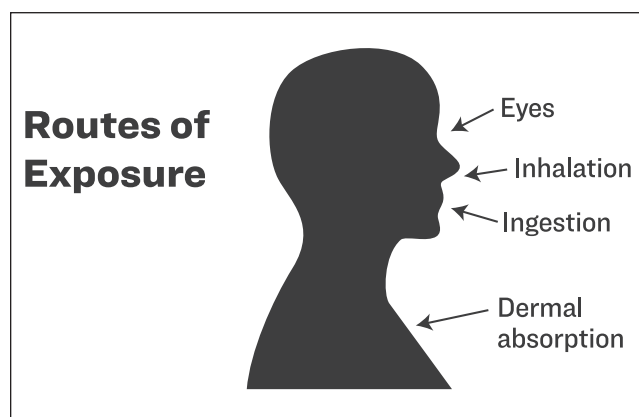 Routes of
Exposure
Eyes
Inhalation
Ingestion
Dermal
absorption